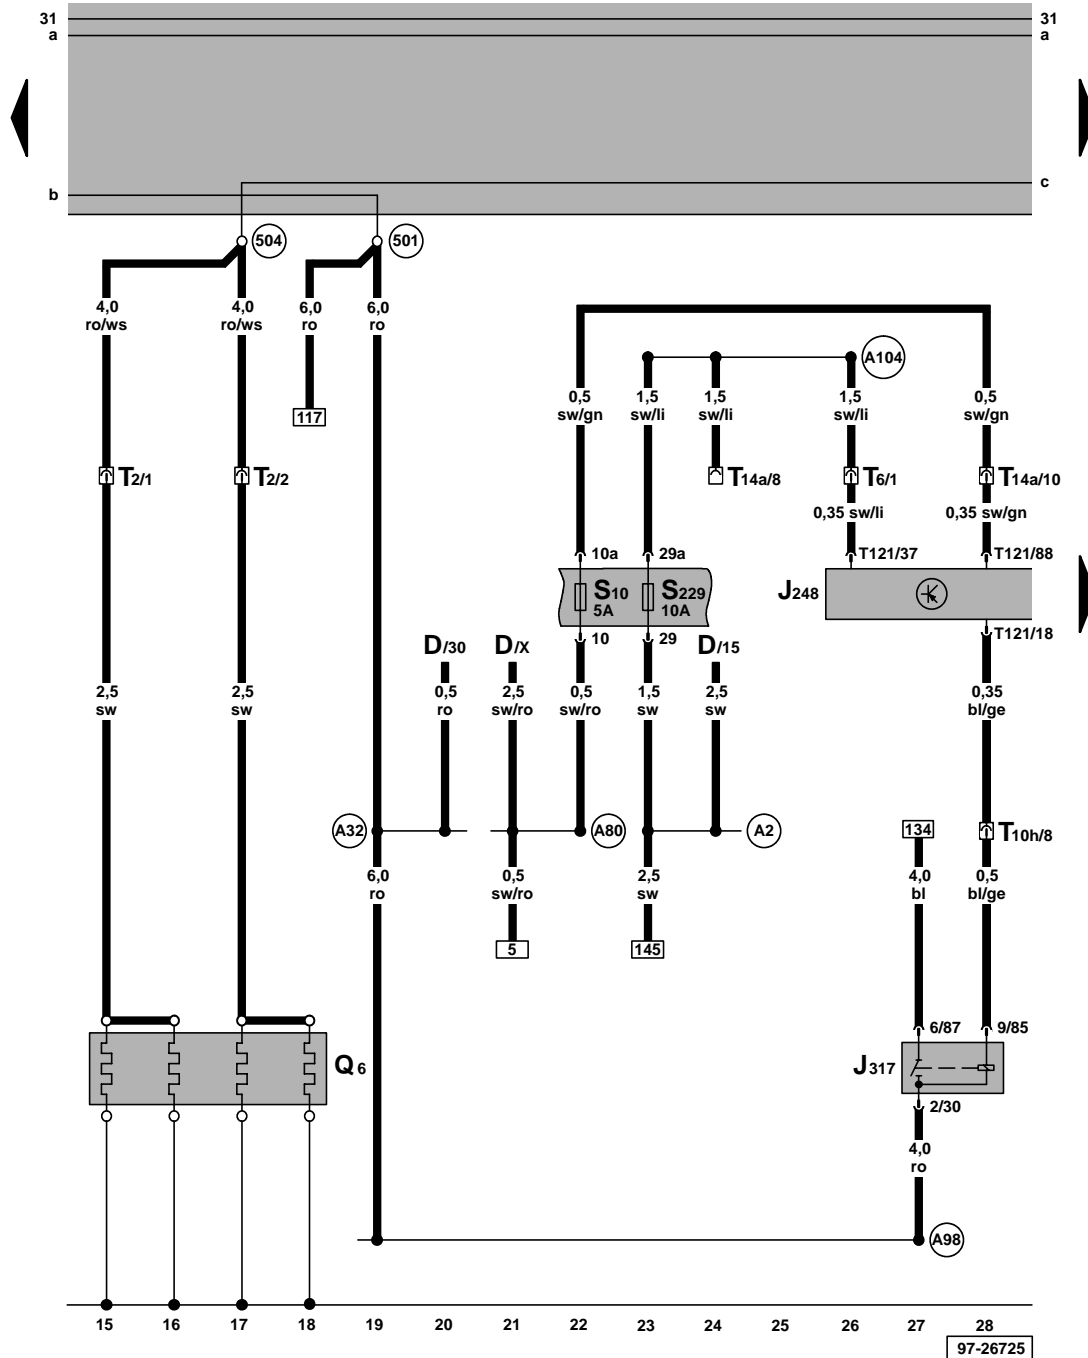 31 31
a a
b c
504 501
4,0 4,0 6,0 6,0
ro/ws ro/ws ro ro
A104
0,5 1,5 1,5 1,5 0,5
sw/gn sw/li sw/li sw/li sw/gn
117
T2/1 T2/2 T14a/8 T6/1 T14a/10
0,35 sw/li 0,35 sw/gn
10a 29a T121/37 T121/88
S10 S229 J248
5A 10A
10 29 T121/18
D/30 D/X D/15
2,5 2,5 0,5 2,5 0,5 1,5 2,5 0,35
sw sw ro sw/ro sw/ro sw sw bl/ge
A32 A80 A2 134 T10h/8
6,0 0,5 2,5 4,0 0,5
ro sw/ro sw bl bl/ge
5 145
6/87 9/85
Q6 J317
2/30
4,0
ro
A98
15 16 17 18 19 20 21 22 23 24 25 26 27 28
97-26725